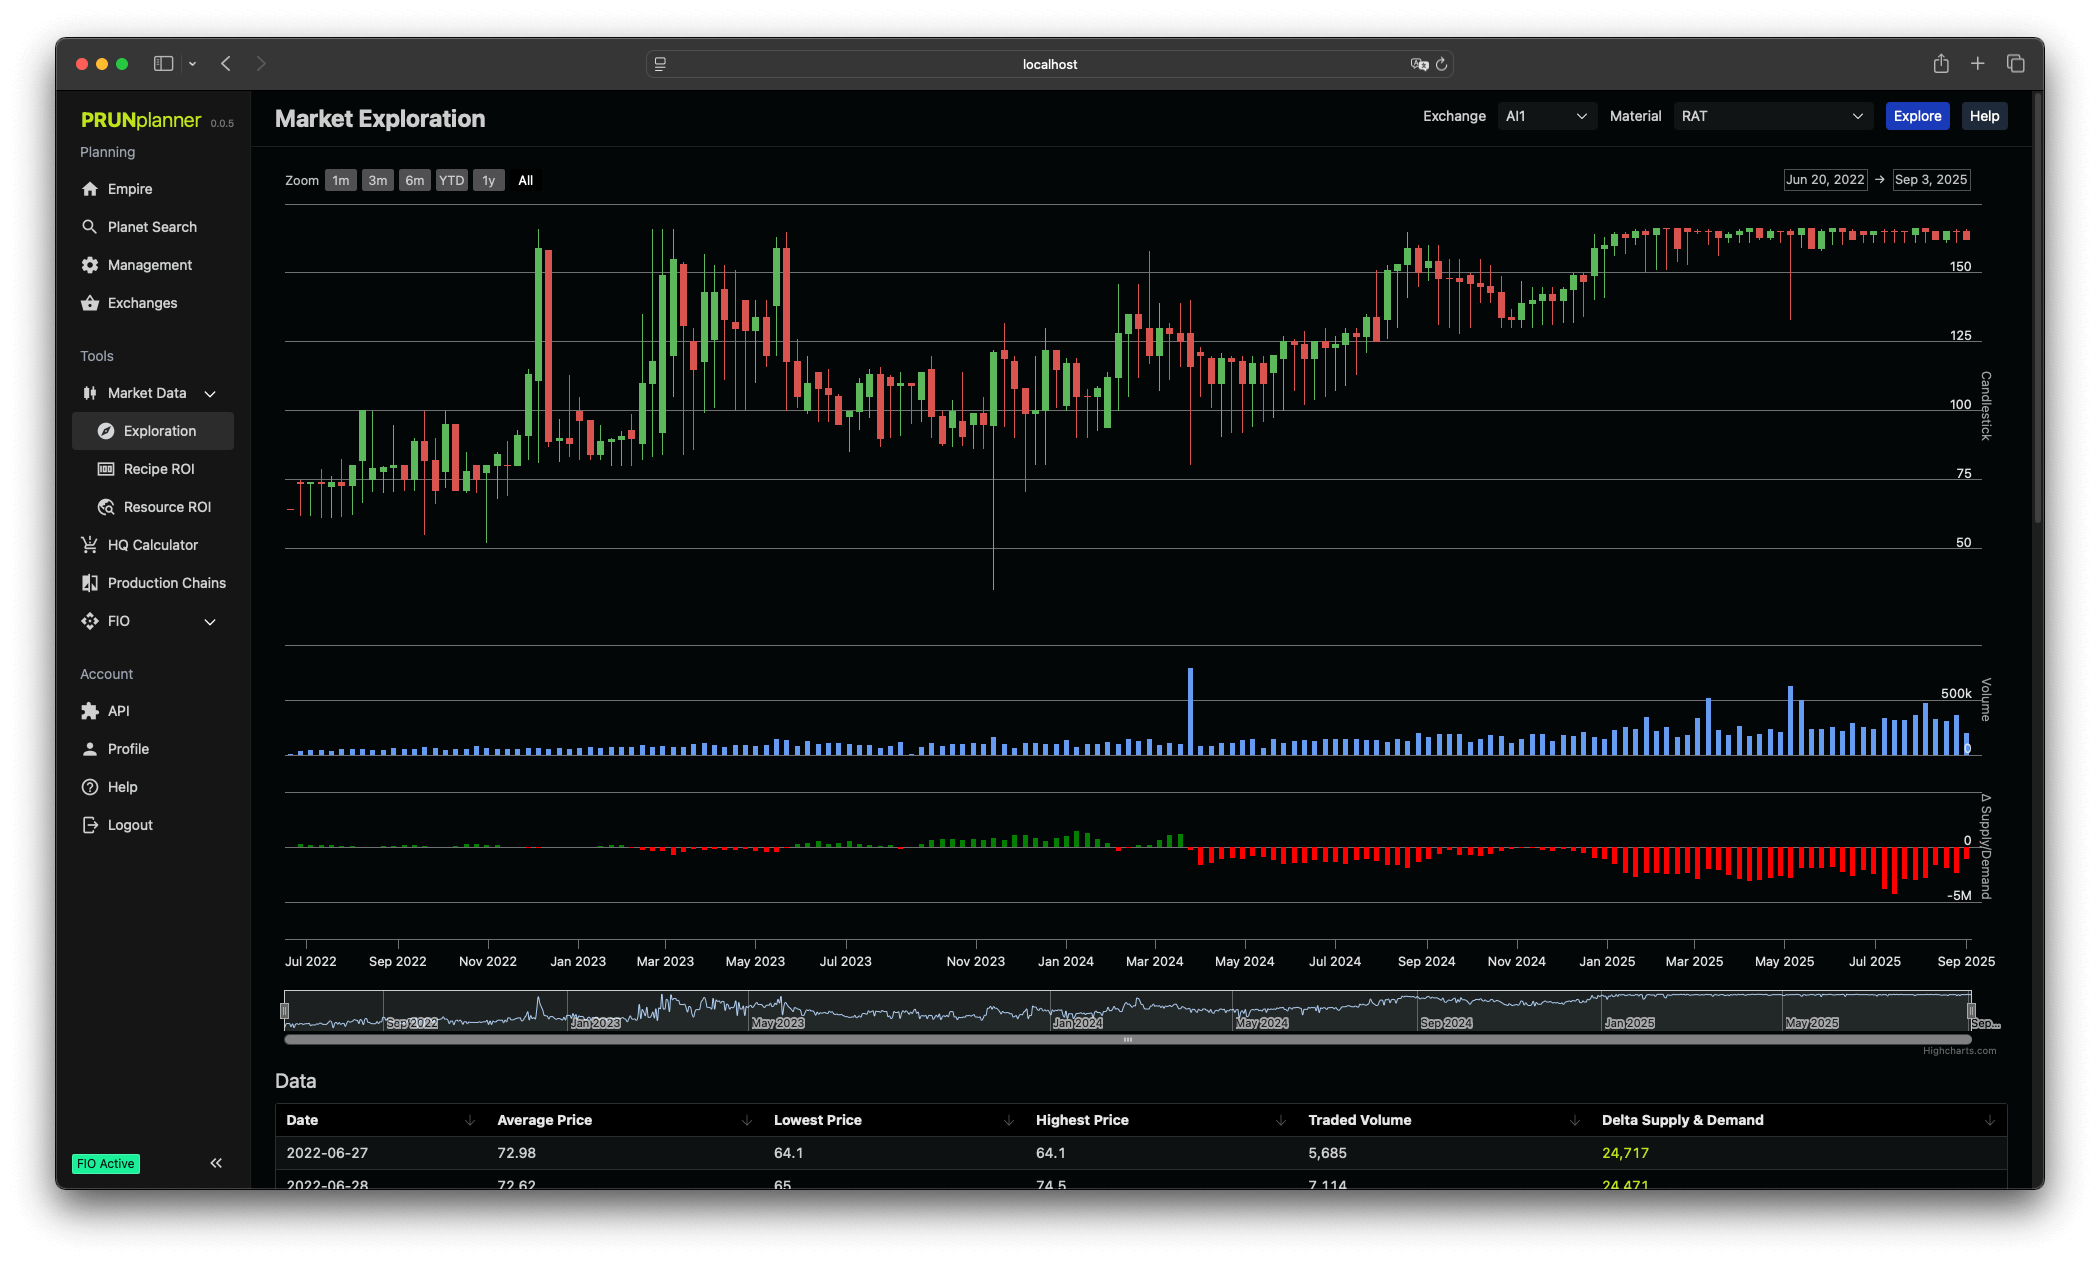 localhost
PRUNplanner 0.0.5
Planning
Empire
Planet Search
Management
Exchanges
Tools
Market Data
Exploration
Recipe ROI
Resource ROI
HQ Calculator
Production Chains
FIO
Account
API
Profile
Help
Logout
FIO Active
Market Exploration
Exchange AI1 Material RAT Explore Help
Zoom 1m 3m 6m YTD 1y All
Jun 20, 2022 → Sep 3, 2025
150
125
100
75
50
Candlestick
500k
0
Volume
0
-5M
Δ Supply/Demand
Jul 2022 Sep 2022 Nov 2022 Jan 2023 Mar 2023 May 2023 Jul 2023 Nov 2023 Jan 2024 Mar 2024 May 2024 Jul 2024 Sep 2024 Nov 2024 Jan 2025 Mar 2025 May 2025 Jul 2025 Sep 2025
Sep 2022 Jan 2023 May 2023 Jan 2024 May 2024 Sep 2024 Jan 2025 May 2025 Sep...
Highcharts.com
Data
Date Average Price Lowest Price Highest Price Traded Volume Delta Supply & Demand
2022-06-27 72.98 64.1 64.1 5,685 24,717
2022-06-28 72.62 65 74.5 7,114 24,471